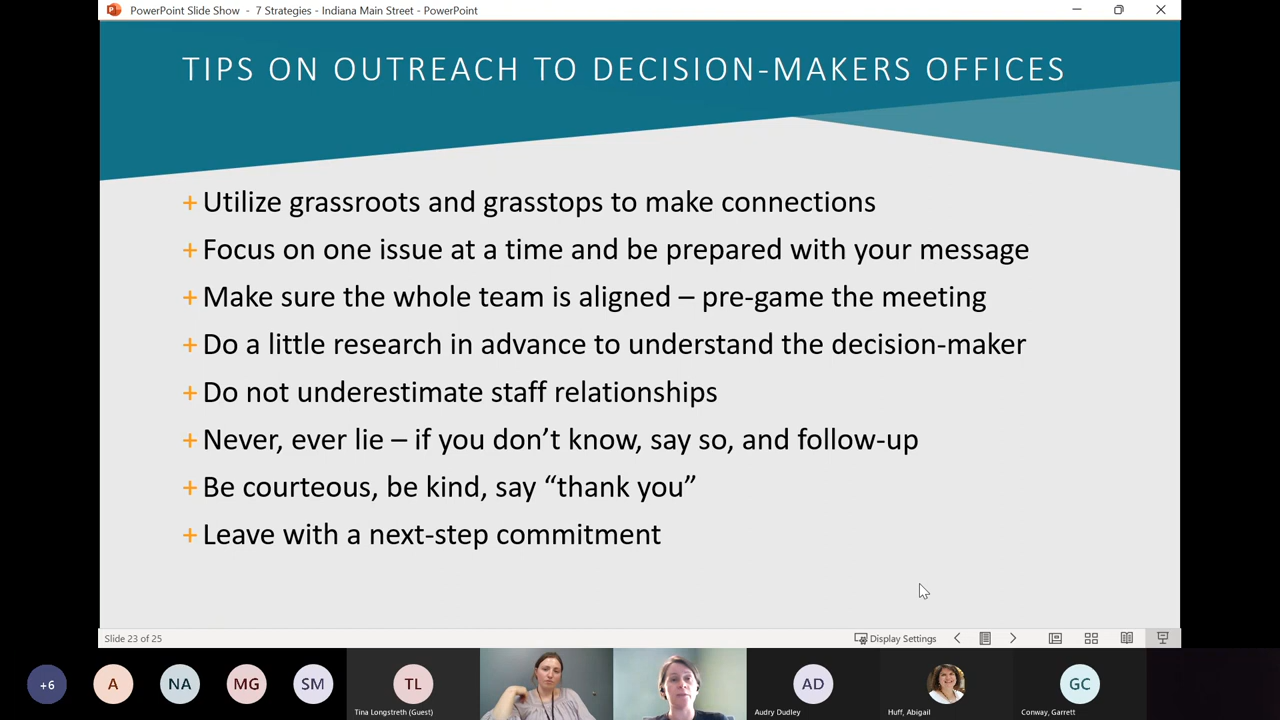 PowerPoint Slide Show - 7 Strategies - Indiana Main Street - PowerPoint
TIPS ON OUTREACH TO DECISION-MAKERS OFFICES
+ Utilize grassroots and grasstops to make connections
+ Focus on one issue at a time and be prepared with your message
+ Make sure the whole team is aligned – pre-game the meeting
+ Do a little research in advance to understand the decision-maker
+ Do not underestimate staff relationships
+ Never, ever lie – if you don’t know, say so, and follow-up
+ Be courteous, be kind, say “thank you”
+ Leave with a next-step commitment
Slide 23 of 25
Display Settings
+6
A
NA
MG
SM
TL
AD
GC
Tina Longstreth (Guest)
Audry Dudley
Huff, Abigail
Conway, Garrett